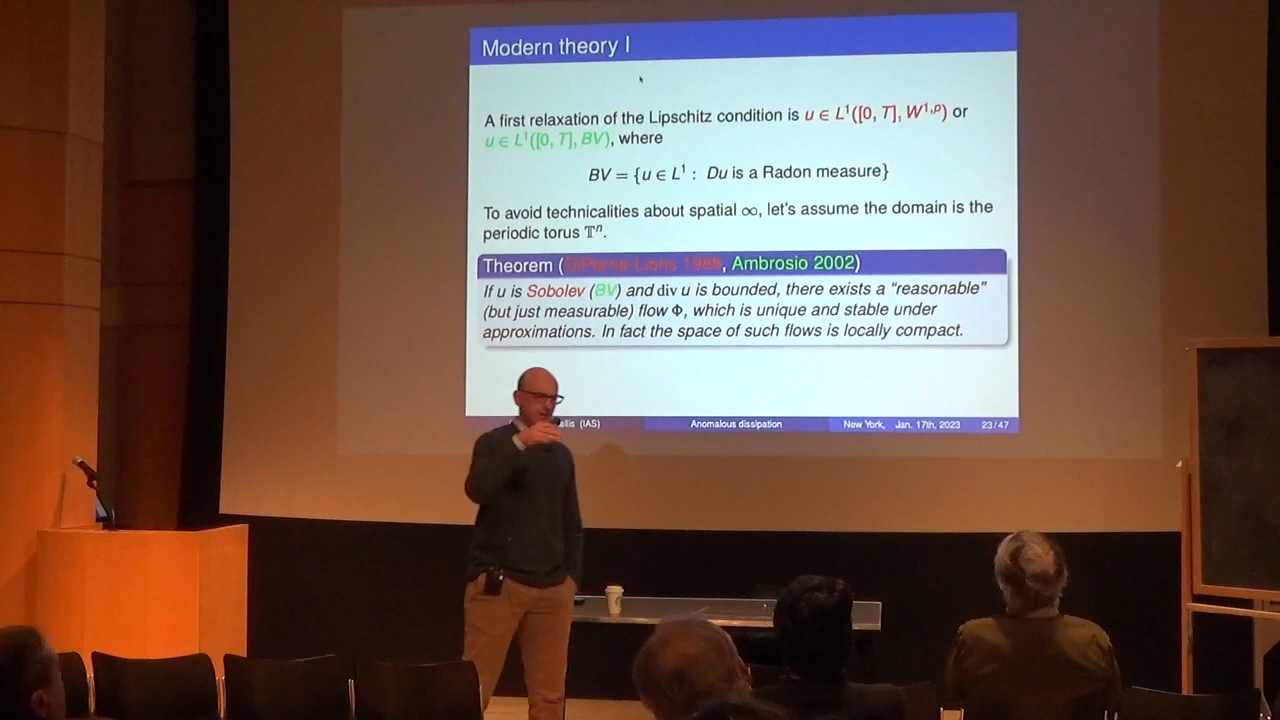 Modern theory I
A first relaxation of the Lipschitz condition is u ∈ L¹([0, T], W¹,ᵖ) or
u ∈ L¹([0, T], BV), where
BV = {u ∈ L¹ : Du is a Radon measure}
To avoid technicalities about spatial ∞, let's assume the domain is the
periodic torus 𝕋ⁿ.
Theorem (DiPerna-Lions 1988, Ambrosio 2002)
If u is Sobolev (BV) and div u is bounded, there exists a “reasonable”
(but just measurable) flow Φ, which is unique and stable under
approximations. In fact the space of such flows is locally compact.
(IAS) Anomalous dissipation New York, Jan. 17th, 2023 23/47